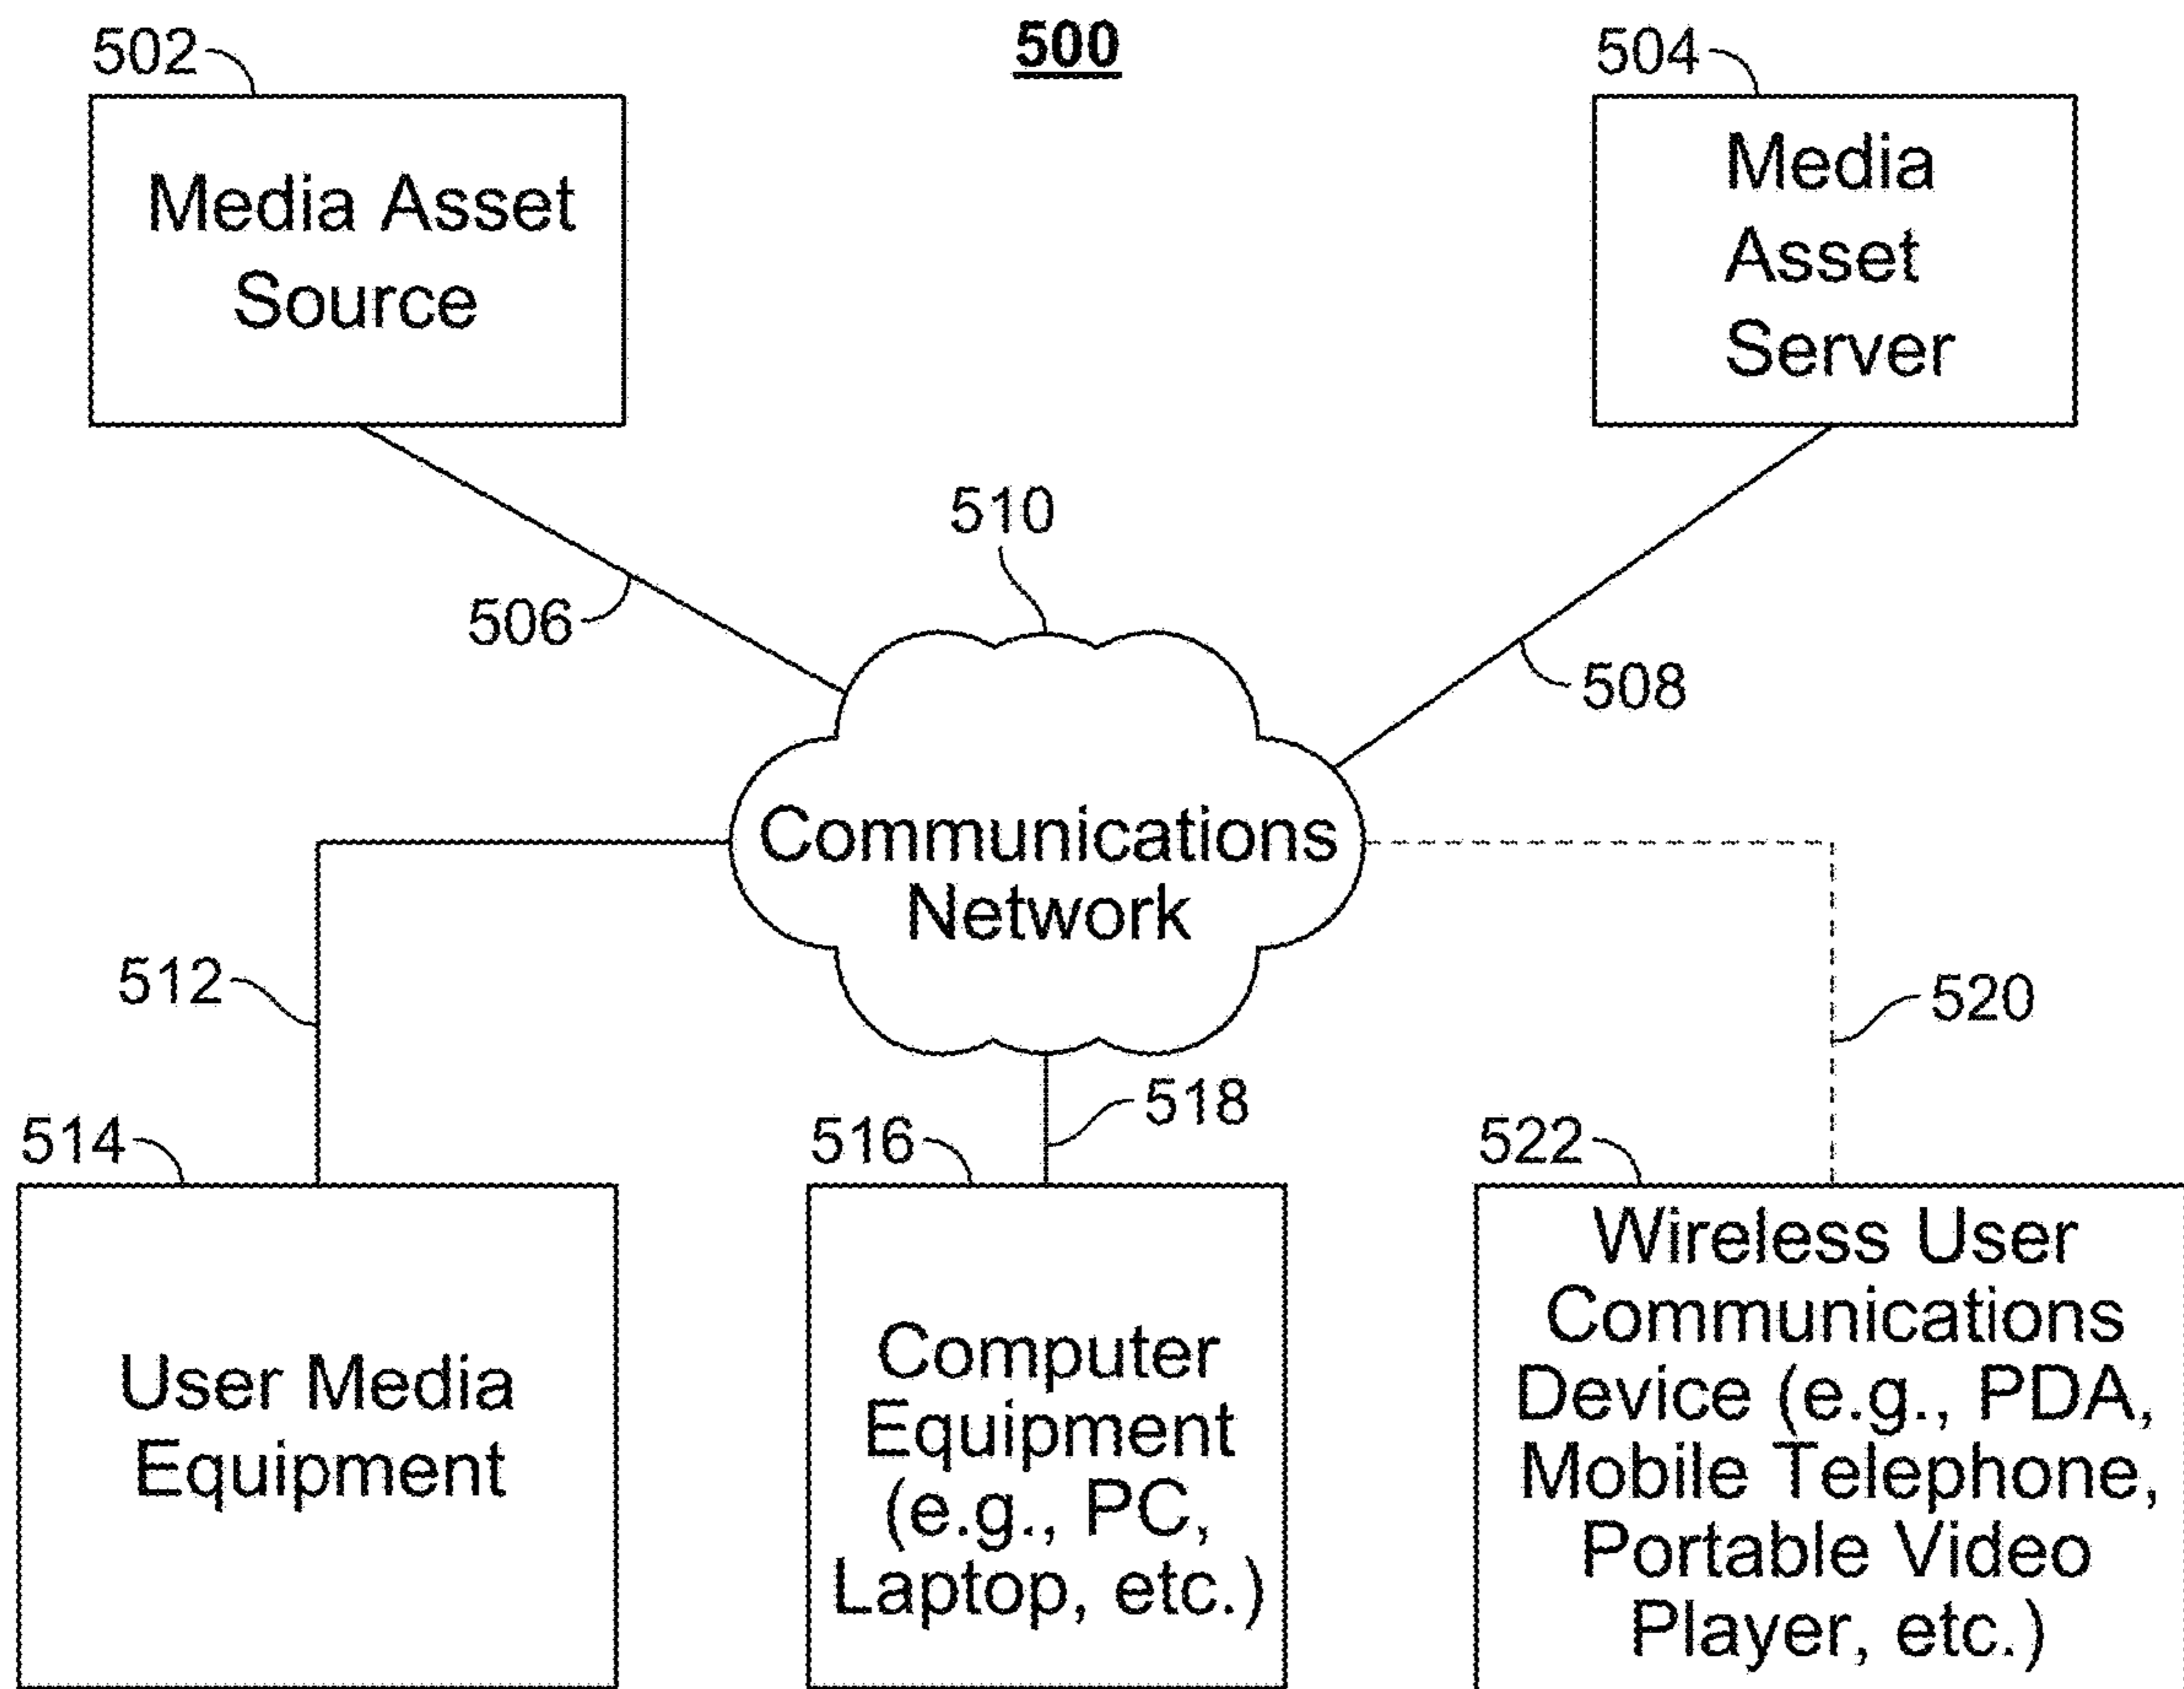 500
502
504
Media Asset
Source
Media
Asset
Server
510
506
508
Communications
Network
512
520
518
514
516
522
User Media
Equipment
Computer
Equipment
(e.g., PC,
Laptop, etc.)
Wireless User
Communications
Device (e.g., PDA,
Mobile Telephone,
Portable Video
Player, etc.)